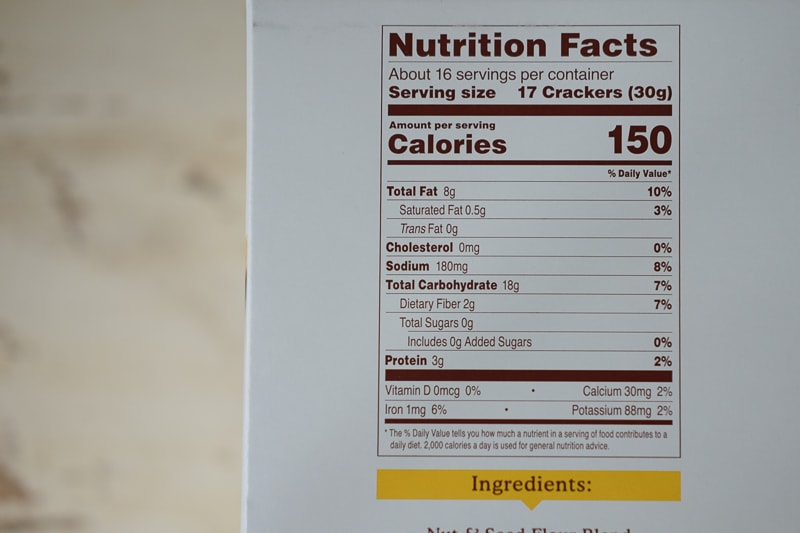 Nutrition Facts
About 16 servings per container
Serving size 17 Crackers (30g)
Amount per serving
Calories 150
% Daily Value*
Total Fat 8g 10%
Saturated Fat 0.5g 3%
Trans Fat 0g
Cholesterol 0mg 0%
Sodium 180mg 8%
Total Carbohydrate 18g 7%
Dietary Fiber 2g 7%
Total Sugars 0g
Includes 0g Added Sugars 0%
Protein 3g 2%
Vitamin D 0mcg 0% • Calcium 30mg 2%
Iron 1mg 6% • Potassium 88mg 2%
* The % Daily Value tells you how much a nutrient in a serving of food contributes to a
daily diet. 2,000 calories a day is used for general nutrition advice.
Ingredients:
Nut & Seed Flour Blend